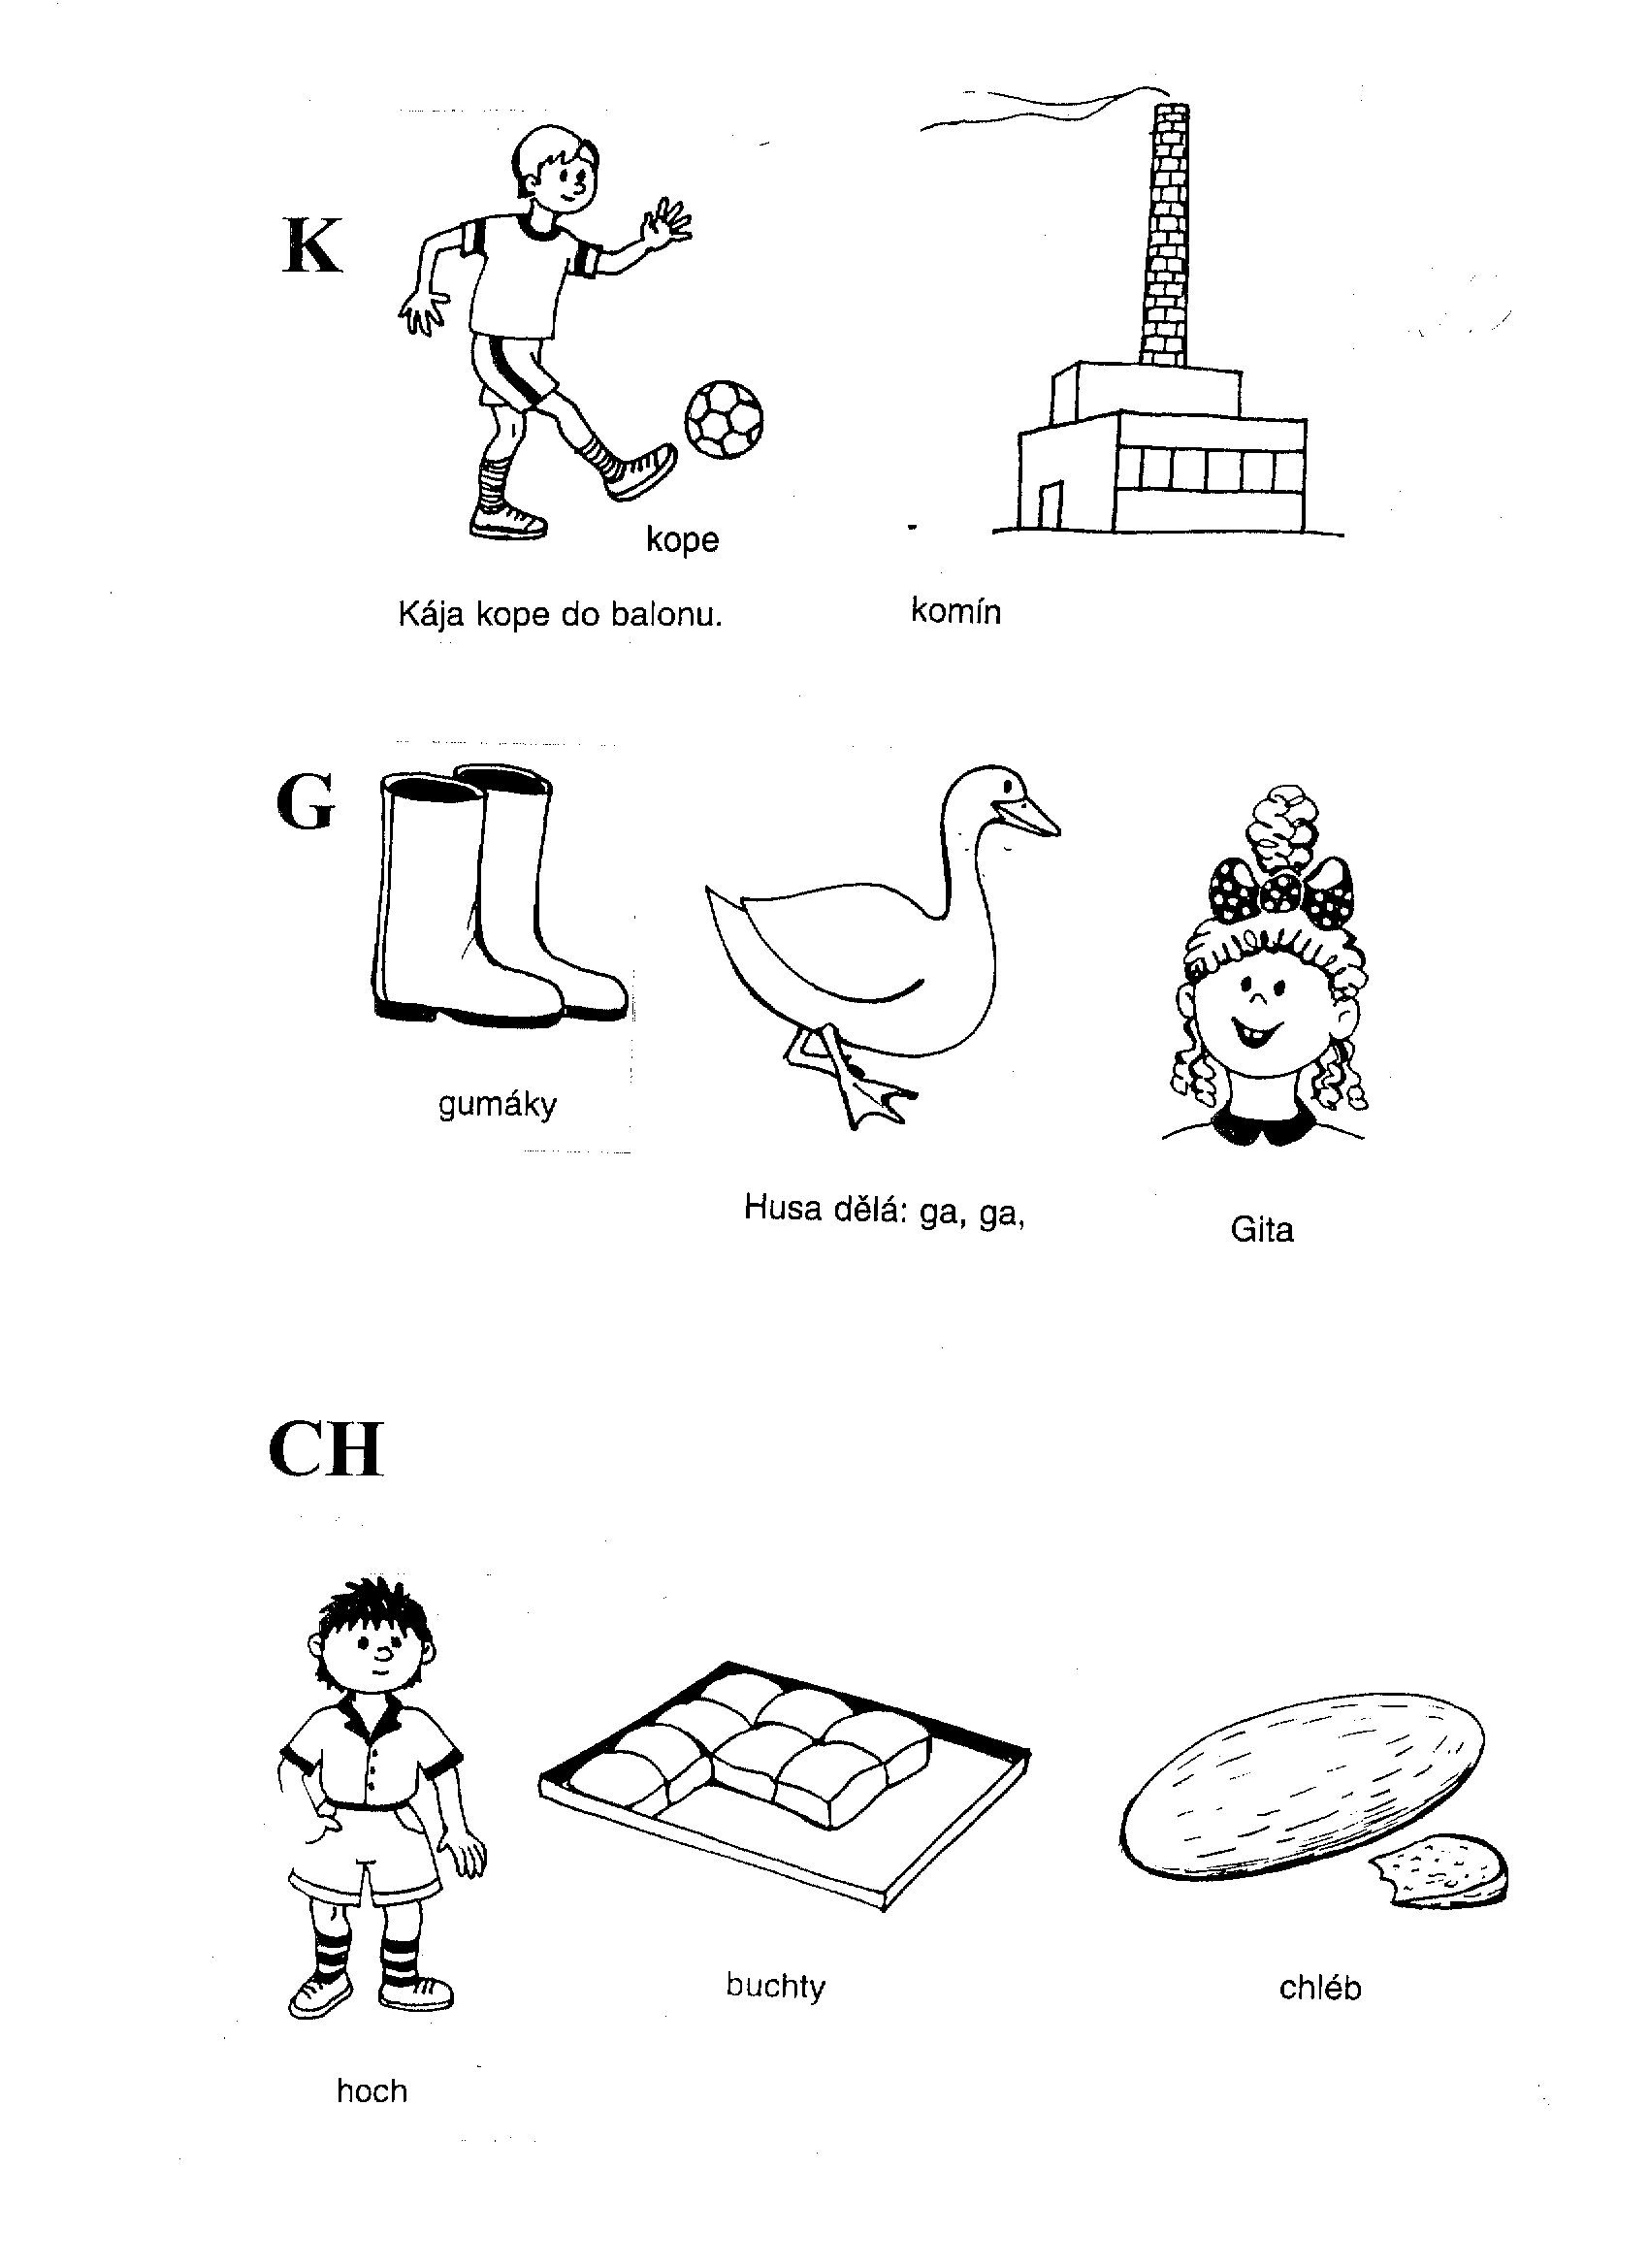 K
kope
Kája kope do balonu.
komín
G
gumáky
Husa dělá: ga, ga,
Gita
CH
buchty
chléb
hoch